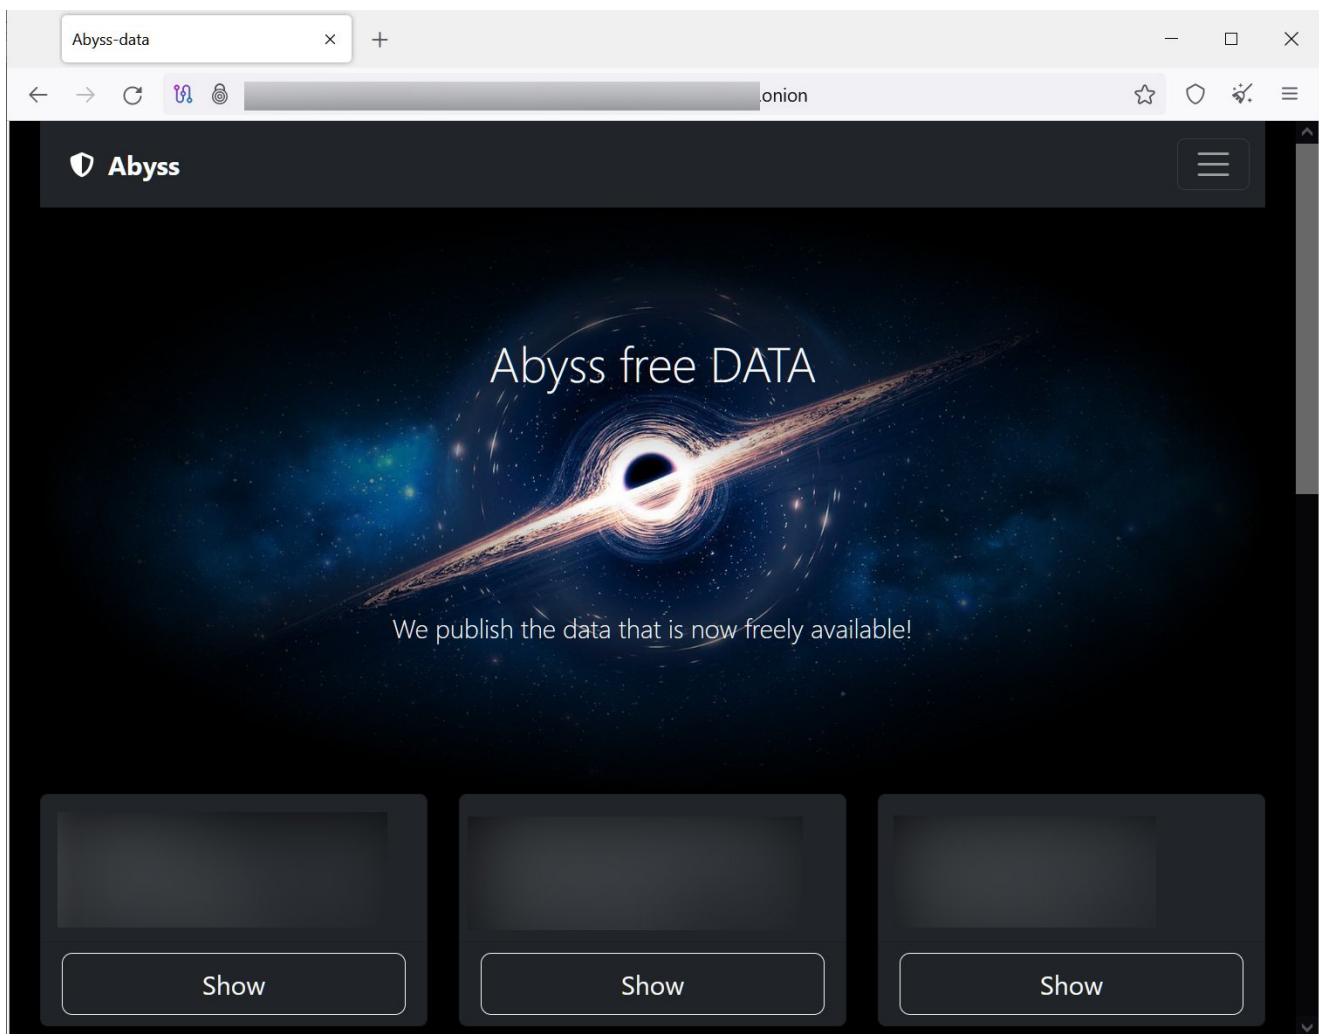 Abyss-data
.onion
Abyss
Abyss free DATA
We publish the data that is now freely available!
Show Show Show